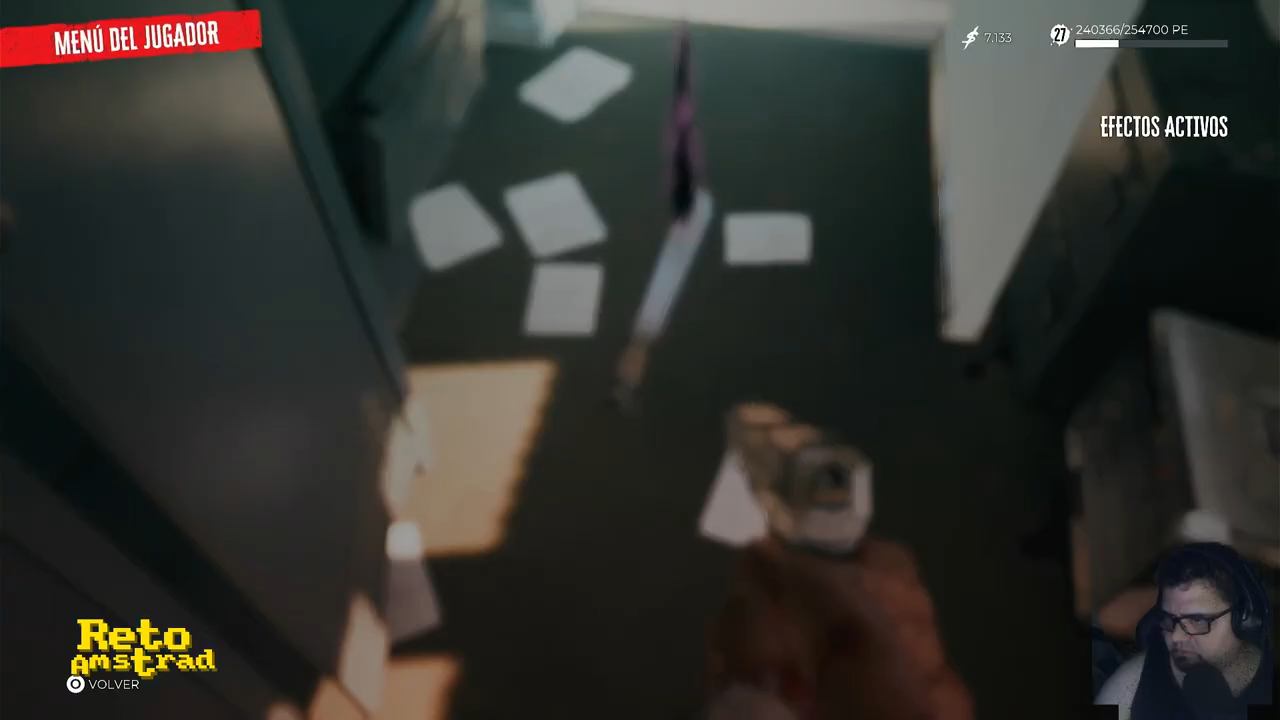 MENÚ DEL JUGADOR
7.133
27
240366/254700 PE
EFECTOS ACTIVOS
Reto
Amstrad
VOLVER